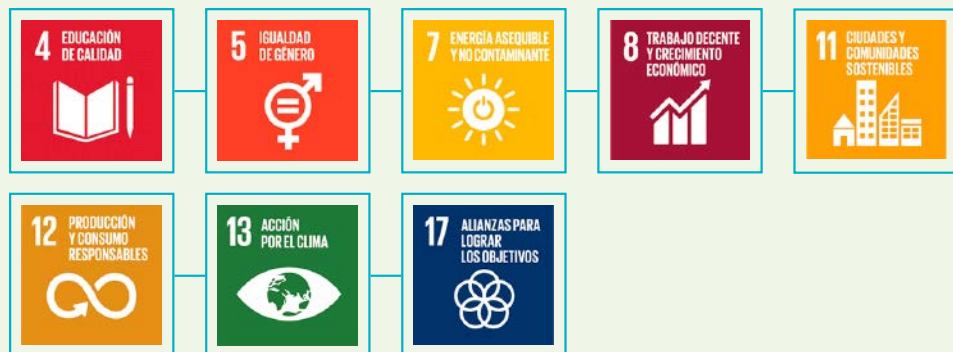 4 EDUCACIÓN
DE CALIDAD
5 IGUALDAD
DE GÉNERO
7 ENERGÍA ASEQUIBLE
Y NO CONTAMINANTE
8 TRABAJO DECENTE
Y CRECIMIENTO
ECONÓMICO
11 CIUDADES Y
COMUNIDADES
SOSTENIBLES
12 PRODUCCIÓN
Y CONSUMO
RESPONSABLES
13 ACCIÓN
POR EL CLIMA
17 ALIANZAS PARA
LOGRAR
LOS OBJETIVOS